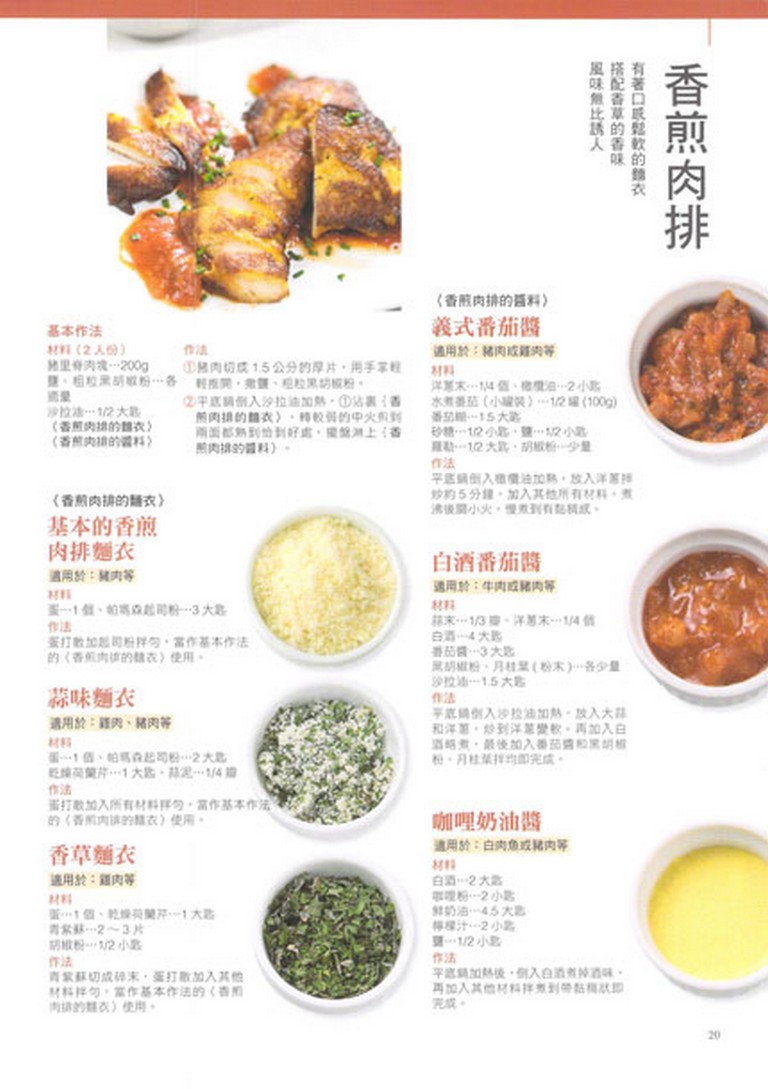 香煎肉排
有著口感鬆軟的麵衣
搭配香草的香味
風味無比誘人
基本作法
材料（2人份）
豬里脊肉塊…200g
鹽、粗粒黑胡椒粉…各
適量
沙拉油…1/2 大匙
〈香煎肉排的麵衣〉
〈香煎肉排的醬料〉
作法
①豬肉切成 1.5 公分的厚片，用手掌輕
輕推開，撒鹽、粗粒黑胡椒粉。
②平底鍋倒入沙拉油加熱，①沾裹〈香
煎肉排的麵衣〉，轉較弱的中火煎到
兩面都熟到恰到好處，擺盤淋上〈香
煎肉排的醬料〉。
〈香煎肉排的麵衣〉
基本的香煎
肉排麵衣
適用於：豬肉等
材料
蛋…1 個、帕瑪森起司粉…3 大匙
作法
蛋打散加起司粉拌勻，當作基本作法
的〈香煎肉排的麵衣〉使用。
蒜味麵衣
適用於：雞肉、豬肉等
材料
蛋…1 個、帕瑪森起司粉…2 大匙
乾燥荷蘭芹…1 大匙、蒜泥…1/4 瓣
作法
蛋打散加入所有材料拌勻，當作基本作法
的〈香煎肉排的麵衣〉使用。
香草麵衣
適用於：雞肉等
材料
蛋…1 個、乾燥荷蘭芹…1 大匙
青紫蘇…2 ～ 3 片
胡椒粉…1/2 小匙
作法
青紫蘇切成碎末，蛋打散加入其他
材料拌勻，當作基本作法的〈香煎
肉排的麵衣〉使用。
〈香煎肉排的醬料〉
義式番茄醬
適用於：豬肉或雞肉等
材料
洋蔥末…1/4 個、橄欖油…2 小匙
水煮番茄（小罐裝）…1/2 罐 (100g)
番茄糊…1.5 大匙
砂糖…1/2 小匙、鹽…1/2 小匙
羅勒…1/2 大匙、胡椒粉…少量
作法
平底鍋倒入橄欖油加熱，放入洋蔥拌
炒約 5 分鐘，加入其他所有材料。煮
沸後關小火，慢煮到有黏稠感。
白酒番茄醬
適用於：牛肉或豬肉等
材料
蒜末…1/3 瓣、洋蔥末…1/4 個
白酒…4 大匙
番茄醬…3 大匙
黑胡椒粉、月桂葉 ( 粉末 )…各少量
沙拉油…1.5 大匙
作法
平底鍋倒入沙拉油加熱，放入大蒜
和洋蔥，炒到洋蔥變軟。再加入白
酒略煮，最後加入番茄醬和黑胡椒
粉、月桂葉拌均即完成。
咖哩奶油醬
適用於：白肉魚或豬肉等
材料
白酒…2 大匙
咖哩粉…2 小匙
鮮奶油…4.5 大匙
檸檬汁…2 小匙
鹽…1/2 小匙
作法
平底鍋加熱後，倒入白酒煮掉酒味，
再加入其他材料拌煮到帶黏稠狀即
完成。
20